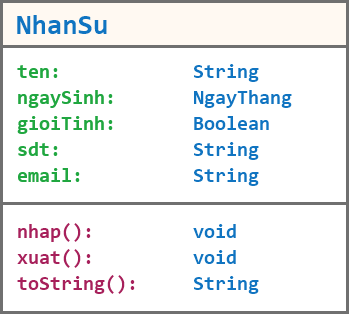 NhanSu
ten: String
ngaySinh: NgayThang
gioiTinh: Boolean
sdt: String
email: String
nhap(): void
xuat(): void
toString(): String